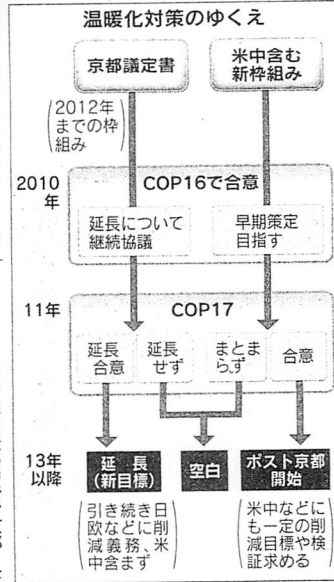 温暖化対策のゆくえ
京都議定書
米中含む
新枠組み
(2012年
までの枠
組み)
2010
年
COP16で合意
延長について
継続協議
早期策定
目指す
11年
COP17
延長
合意
延長
せず
まとま
らず
合意
13年
以降
延長
(新目標)
空白
ポスト京都
開始
(引き続き日
欧などに削
減義務、米
中含まず)
(米中などに
も一定の削
減目標や検
証求める)